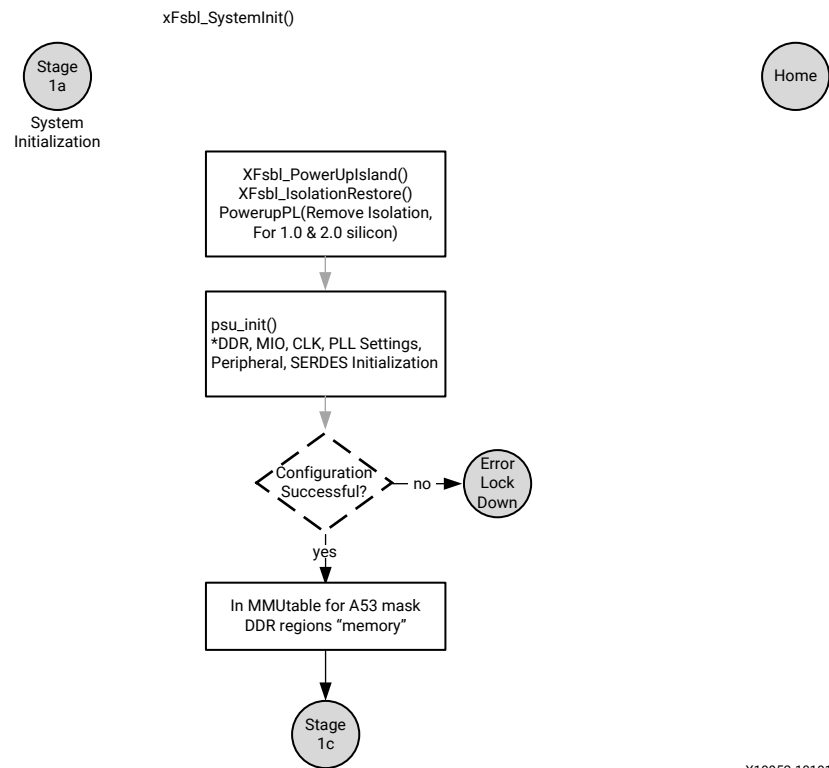 xFsbl_SystemInit()
Stage
1a
Home
System
Initialization
XFsbl_PowerUpIsland()
XFsbl_IsolationRestore()
PowerupPL(Remove Isolation,
For 1.0 & 2.0 silicon)
psu_init()
*DDR, MIO, CLK, PLL Settings,
Peripheral, SERDES Initialization
Configuration
Successful?
no
Error
Lock
Down
yes
In MMUtable for A53 mask
DDR regions “memory”
Stage
1c